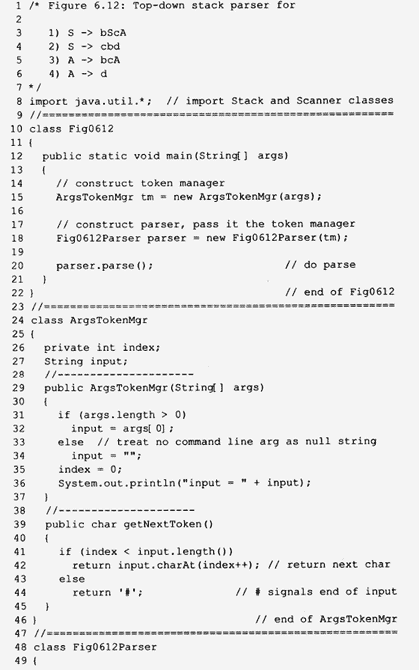 1 /* Figure 6.12: Top-down stack parser for
2
3    1) S -> bScA
4    2) S -> cbd
5    3) A -> bcA
6    4) A -> d
7 */
8 import java.util.*;  // import Stack and Scanner classes
9 //====================================================
10 class Fig0612
11 {
12   public static void main(String[] args)
13   {
14     // construct token manager
15     ArgsTokenMgr tm = new ArgsTokenMgr(args);
16
17     // construct parser, pass it the token manager
18     Fig0612Parser parser = new Fig0612Parser(tm);
19
20     parser.parse();                   // do parse
21   }
22 }                                     // end of Fig0612
23 //====================================================
24 class ArgsTokenMgr
25 {
26   private int index;
27   String input;
28   //--------------------
29   public ArgsTokenMgr(String[] args)
30   {
31     if (args.length > 0)
32       input = args[0];
33     else  // treat no command line arg as null string
34       input = "";
35     index = 0;
36     System.out.println("input = " + input);
37   }
38   //--------------------
39   public char getNextToken()
40   {
41     if (index < input.length())
42       return input.charAt(index++); // return next char
43     else
44       return '#';            // # signals end of input
45   }
46 }                                // end of ArgsTokenMgr
47 //====================================================
48 class Fig0612Parser
49 {